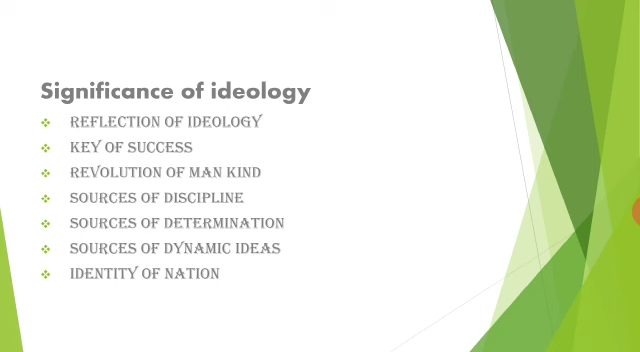 Significance of ideology
REFLECTION OF IDEOLOGY
KEY OF SUCCESS
REVOLUTION OF MAN KIND
SOURCES OF DISCIPLINE
SOURCES OF DETERMINATION
SOURCES OF DYNAMIC IDEAS
IDENTITY OF NATION